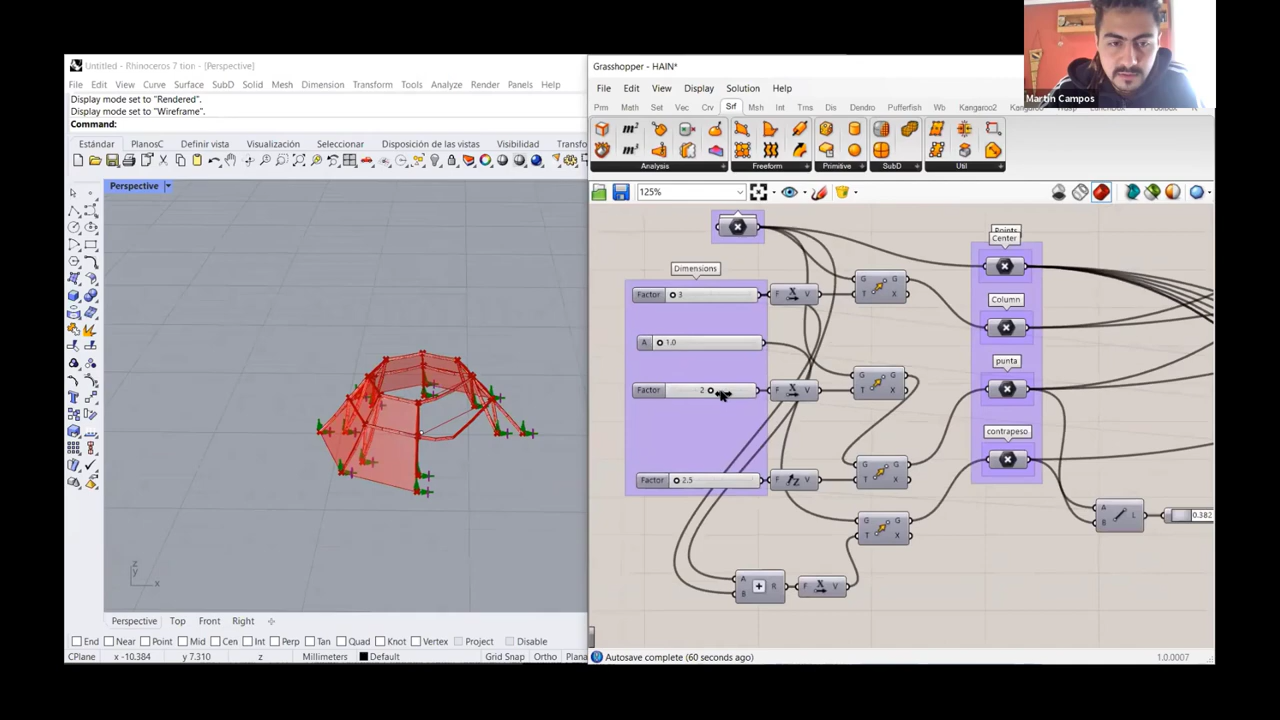 Martin Campos
Untitled - Rhinoceros 7 tion - [Perspective]
File Edit View Curve Surface SubD Solid Mesh Dimension Transform Tools Analyze Render Panels
Display mode set to "Rendered".
Display mode set to "Wireframe".
Command:
Estándar PlanosC Definir vista Visualización Seleccionar Disposición de las vistas Visibilidad Transfo
Perspective
z
y
x
Perspective Top Front Right
End Near Point Mid Cen Int Perp Tan Quad Knot Vertex Project Disable
CPlane x -10.384 y 7.310 z Millimeters Default Grid Snap Ortho Plana
Grasshopper - HAIN*
File Edit View Display Solution Help
Prm Math Set Vec Crv Srf Msh Int Trns Dis Dendro Pufferfish Wb Kangaroo2
m²
m³
Analysis Freeform Primitive SubD Util
125%
Points
Center
Dimensions
Factor 3
F X V
G T G X
Column
A 1.0
punta
Factor 2
F X V
G T G X
contrapeso
Factor 2.5
F Z V
G T G X
G T G X
A B L
0.382
A B R
F X V
Autosave complete (60 seconds ago)
1.0.0007